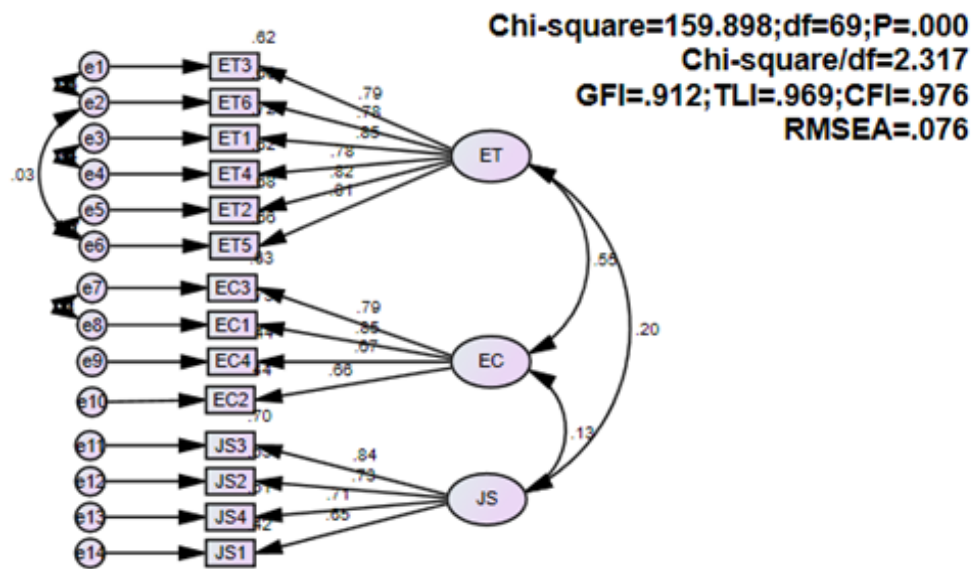 Chi-square=159.898;df=69;P=.000
Chi-square/df=2.317
GFI=.912;TLI=.969;CFI=.976
RMSEA=.076
.62
e1 ET3
.79
e2 ET6
.78
e3 ET1
.85
e4 ET4
.78
e5 ET2
.82
e6 ET5
.81
ET
.03
e7 EC3
.79
e8 EC1
.85
e9 EC4
.67
e10 EC2
.66
EC
.55
.20
.70
e11 JS3
.84
e12 JS2
.73
e13 JS4
.71
e14 JS1
.65
JS
.13